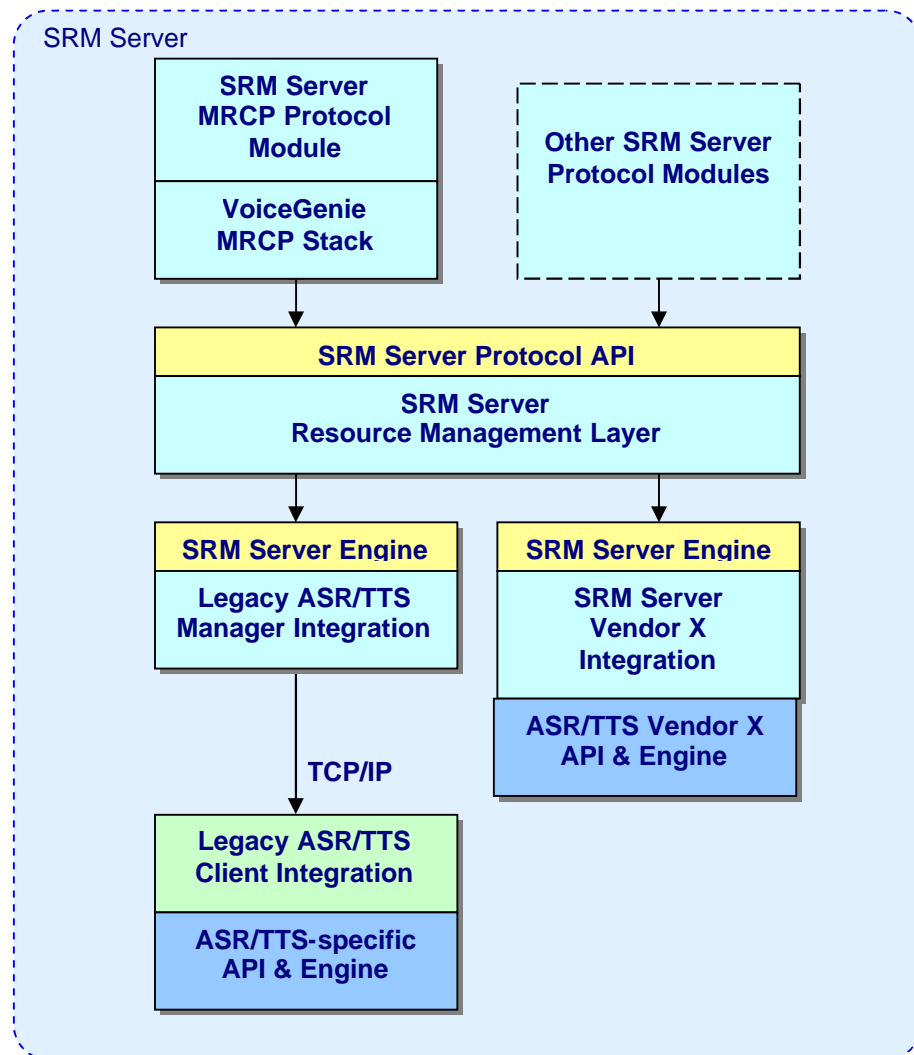 SRM Server
SRM Server
MRCP Protocol
Module
VoiceGenie
MRCP Stack
Other SRM Server
Protocol Modules
SRM Server Protocol API
SRM Server
Resource Management Layer
SRM Server Engine
Legacy ASR/TTS
Manager Integration
SRM Server Engine
SRM Server
Vendor X
Integration
ASR/TTS Vendor X
API & Engine
TCP/IP
Legacy ASR/TTS
Client Integration
ASR/TTS-specific
API & Engine